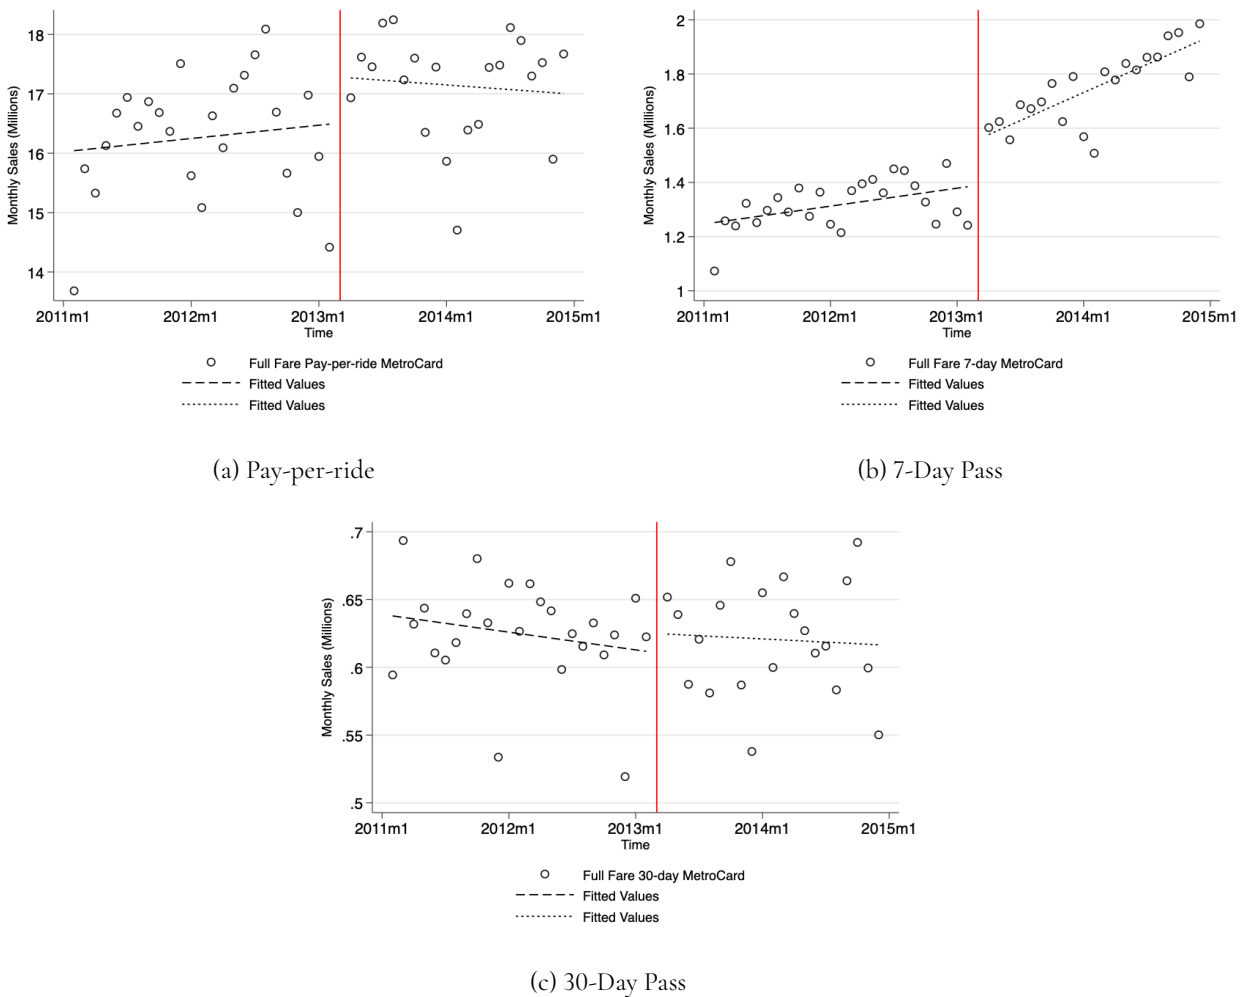 Monthly Sales (Millions)
18
17
16
15
14
2011m1 2012m1 2013m1 2014m1 2015m1
Time
Full Fare Pay-per-ride MetroCard
Fitted Values
Fitted Values
(a) Pay-per-ride
Monthly Sales (Millions)
2
1.8
1.6
1.4
1.2
1
2011m1 2012m1 2013m1 2014m1 2015m1
Time
Full Fare 7-day MetroCard
Fitted Values
Fitted Values
(b) 7-Day Pass
Monthly Sales (Millions)
.7
.65
.6
.55
.5
2011m1 2012m1 2013m1 2014m1 2015m1
Time
Full Fare 30-day MetroCard
Fitted Values
Fitted Values
(c) 30-Day Pass